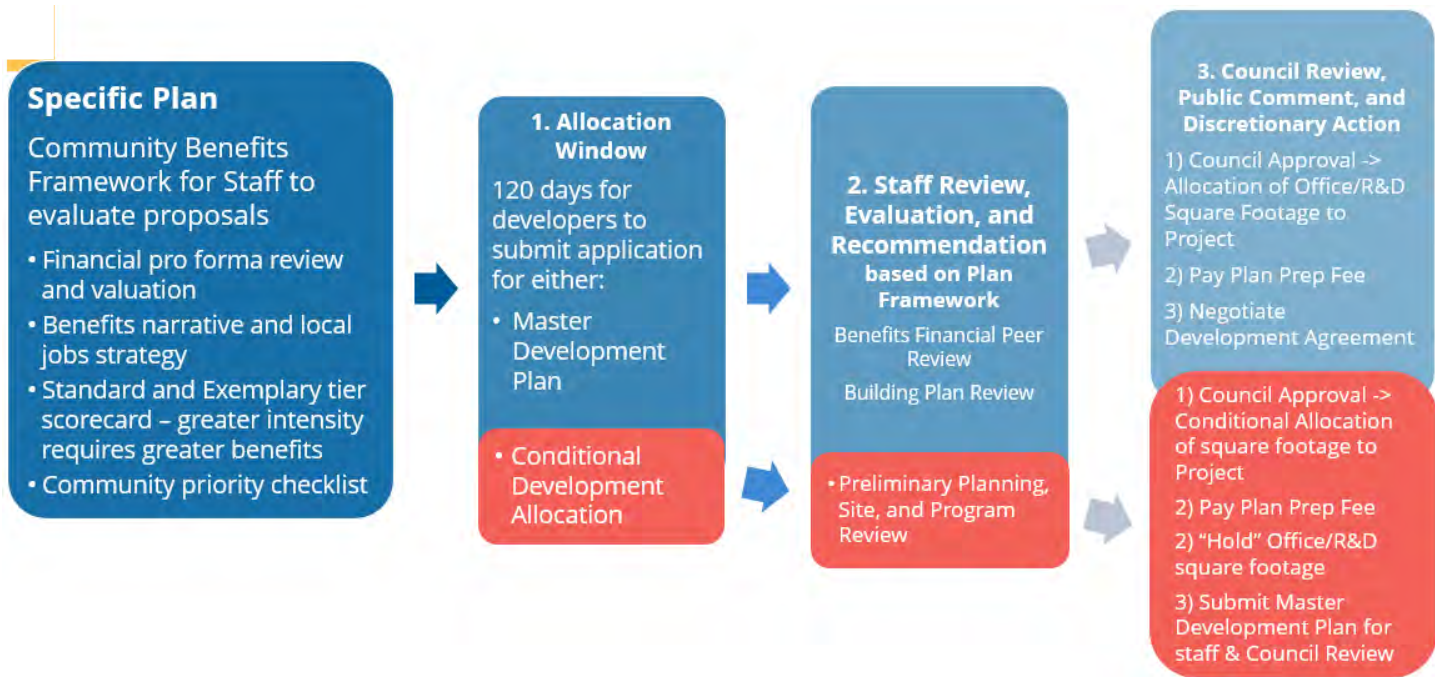 Specific Plan
Community Benefits
Framework for Staff to
evaluate proposals
• Financial pro forma review
and valuation
• Benefits narrative and local
jobs strategy
• Standard and Exemplary tier
scorecard – greater intensity
requires greater benefits
• Community priority checklist
1. Allocation
Window
120 days for
developers to
submit application
for either:
• Master
Development
Plan
• Conditional
Development
Allocation
2. Staff Review,
Evaluation, and
Recommendation
based on Plan
Framework
Benefits Financial Peer
Review
Building Plan Review
• Preliminary Planning,
Site, and Program
Review
3. Council Review,
Public Comment, and
Discretionary Action
1) Council Approval ->
Allocation of Office/R&D
Square Footage to
Project
2) Pay Plan Prep Fee
3) Negotiate
Development Agreement
1) Council Approval ->
Conditional Allocation
of square footage to
Project
2) Pay Plan Prep Fee
2) “Hold” Office/R&D
square footage
3) Submit Master
Development Plan for
staff & Council Review